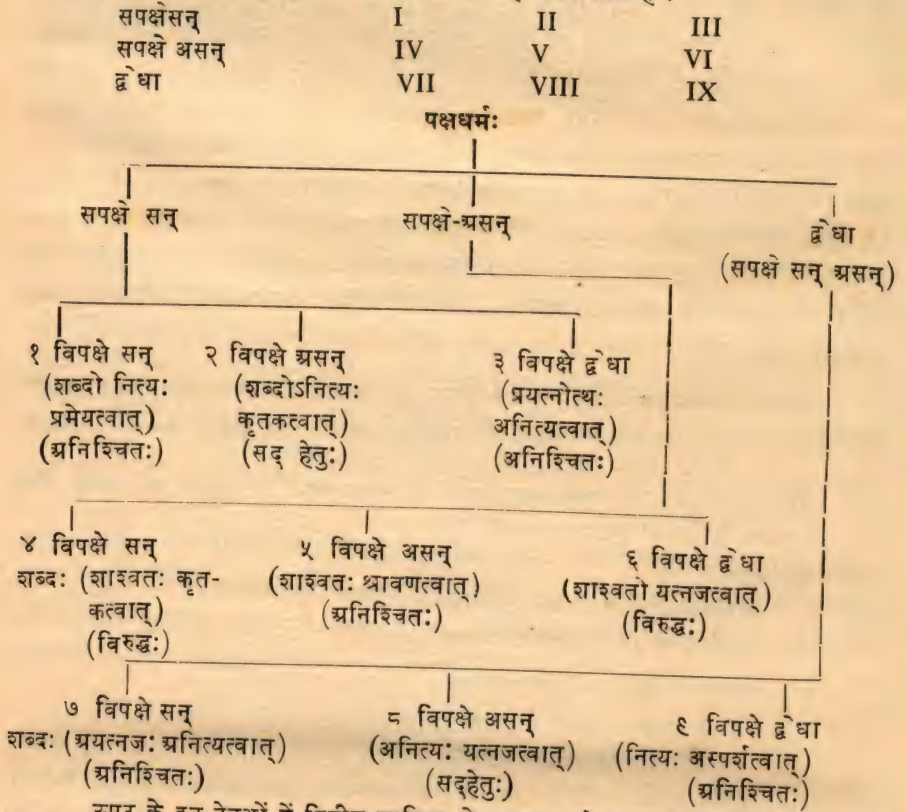 सपक्षेसन् I II III
सपक्षे असन् IV V VI
द्वेधा VII VIII IX
पक्षधर्मः
सपक्षे सन् सपक्षे-असन् द्वेधा
(सपक्षे सन् असन्)
१ विपक्षे सन् २ विपक्षे असन् ३ विपक्षे द्वेधा
(शब्दो नित्यः (शब्दोऽनित्यः (प्रयत्नोत्थः
प्रमेयत्वात्) कृतकत्वात्) अनित्यत्वात्)
(अनिश्चितः) (सद् हेतुः) (अनिश्चितः)
४ विपक्षे सन् ५ विपक्षे असन् ६ विपक्षे द्वेधा
शब्दः (शाश्वतः कृत- (शाश्वतः श्रावणत्वात्) (शाश्वतो यत्नजत्वात्)
कत्वात्) (अनिश्चितः) (विरुद्धः)
(विरुद्धः)
७ विपक्षे सन् ८ विपक्षे असन् ९ विपक्षे द्वेधा
शब्दः (प्रयत्नजः अनित्यत्वात्) (अनित्यः यत्नजत्वात्) (नित्यः अस्पर्शत्वात्)
(अनिश्चितः) (सद्हेतुः) (अनिश्चितः)